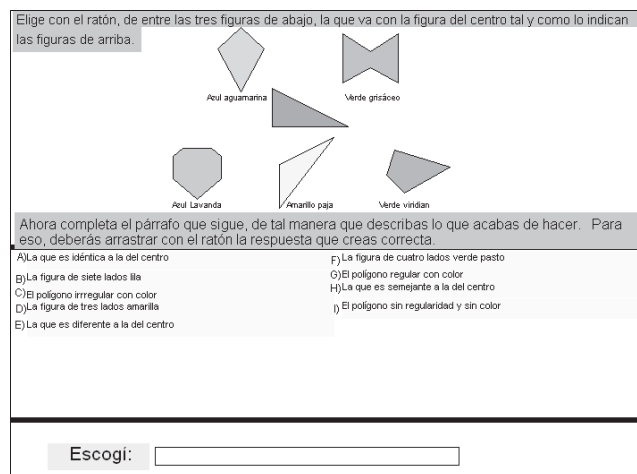 Elige con el ratón, de entre las tres figuras de abajo, la que va con la figura del centro tal y como lo indican
las figuras de arriba.
Azul aguamarina
Verde grisáceo
Azul Lavanda
Amarillo paja
Verde viridian
Ahora completa el párrafo que sigue, de tal manera que describas lo que acabas de hacer. Para
eso, deberás arrastrar con el ratón la respuesta que creas correcta.
A)La que es idéntica a la del centro
B)La figura de siete lados lila
C)El polígono irrregular con color
D)La figura de tres lados amarilla
E)La que es diferente a la del centro
F)La figura de cuatro lados verde pasto
G)El polígono regular con color
H)La que es semejante a la del centro
I) El polígono sin regularidad y sin color
Escogí: